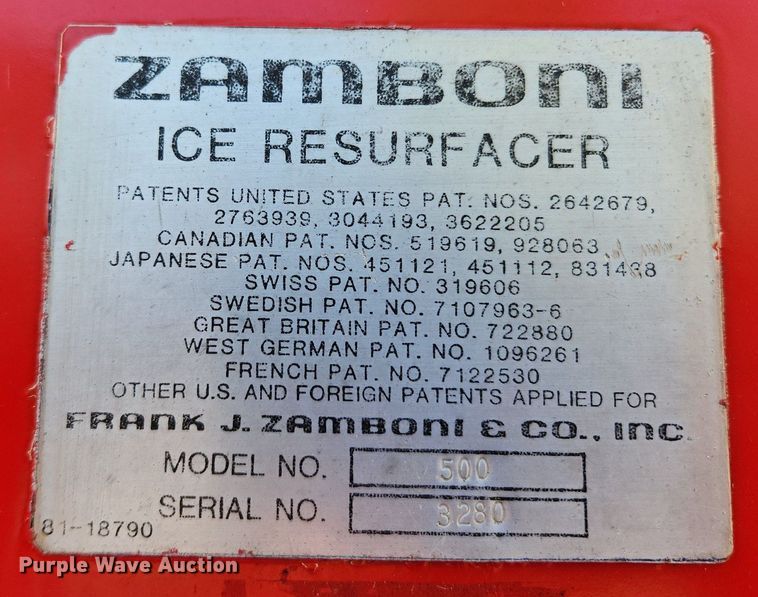 ZAMBONI
ICE RESURFACER
PATENTS UNITED STATES PAT. NOS. 2642679,
2763939, 3044193, 3622205
CANADIAN PAT. NOS. 519619, 928063
JAPANESE PAT. NOS. 451121, 451112, 831438
SWISS PAT. NO. 319606
SWEDISH PAT. NO. 7107963-6
GREAT BRITAIN PAT. NO. 722880
WEST GERMAN PAT. NO. 1096261
FRENCH PAT. NO. 7122530
OTHER U.S. AND FOREIGN PATENTS APPLIED FOR
FRANK J. ZAMBONI & CO., INC.
MODEL NO. 500
SERIAL NO. 3280
81-18790
Purple Wave Auction